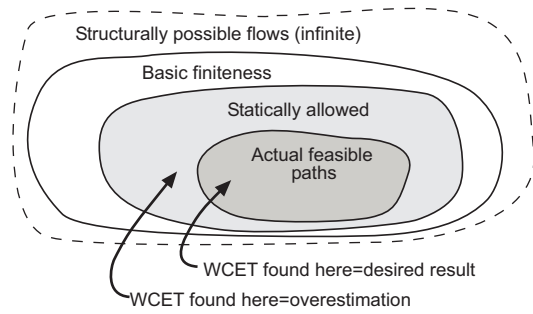 Structurally possible flows (infinite)
Basic finiteness
Statically allowed
Actual feasible
paths
WCET found here=desired result
WCET found here=overestimation